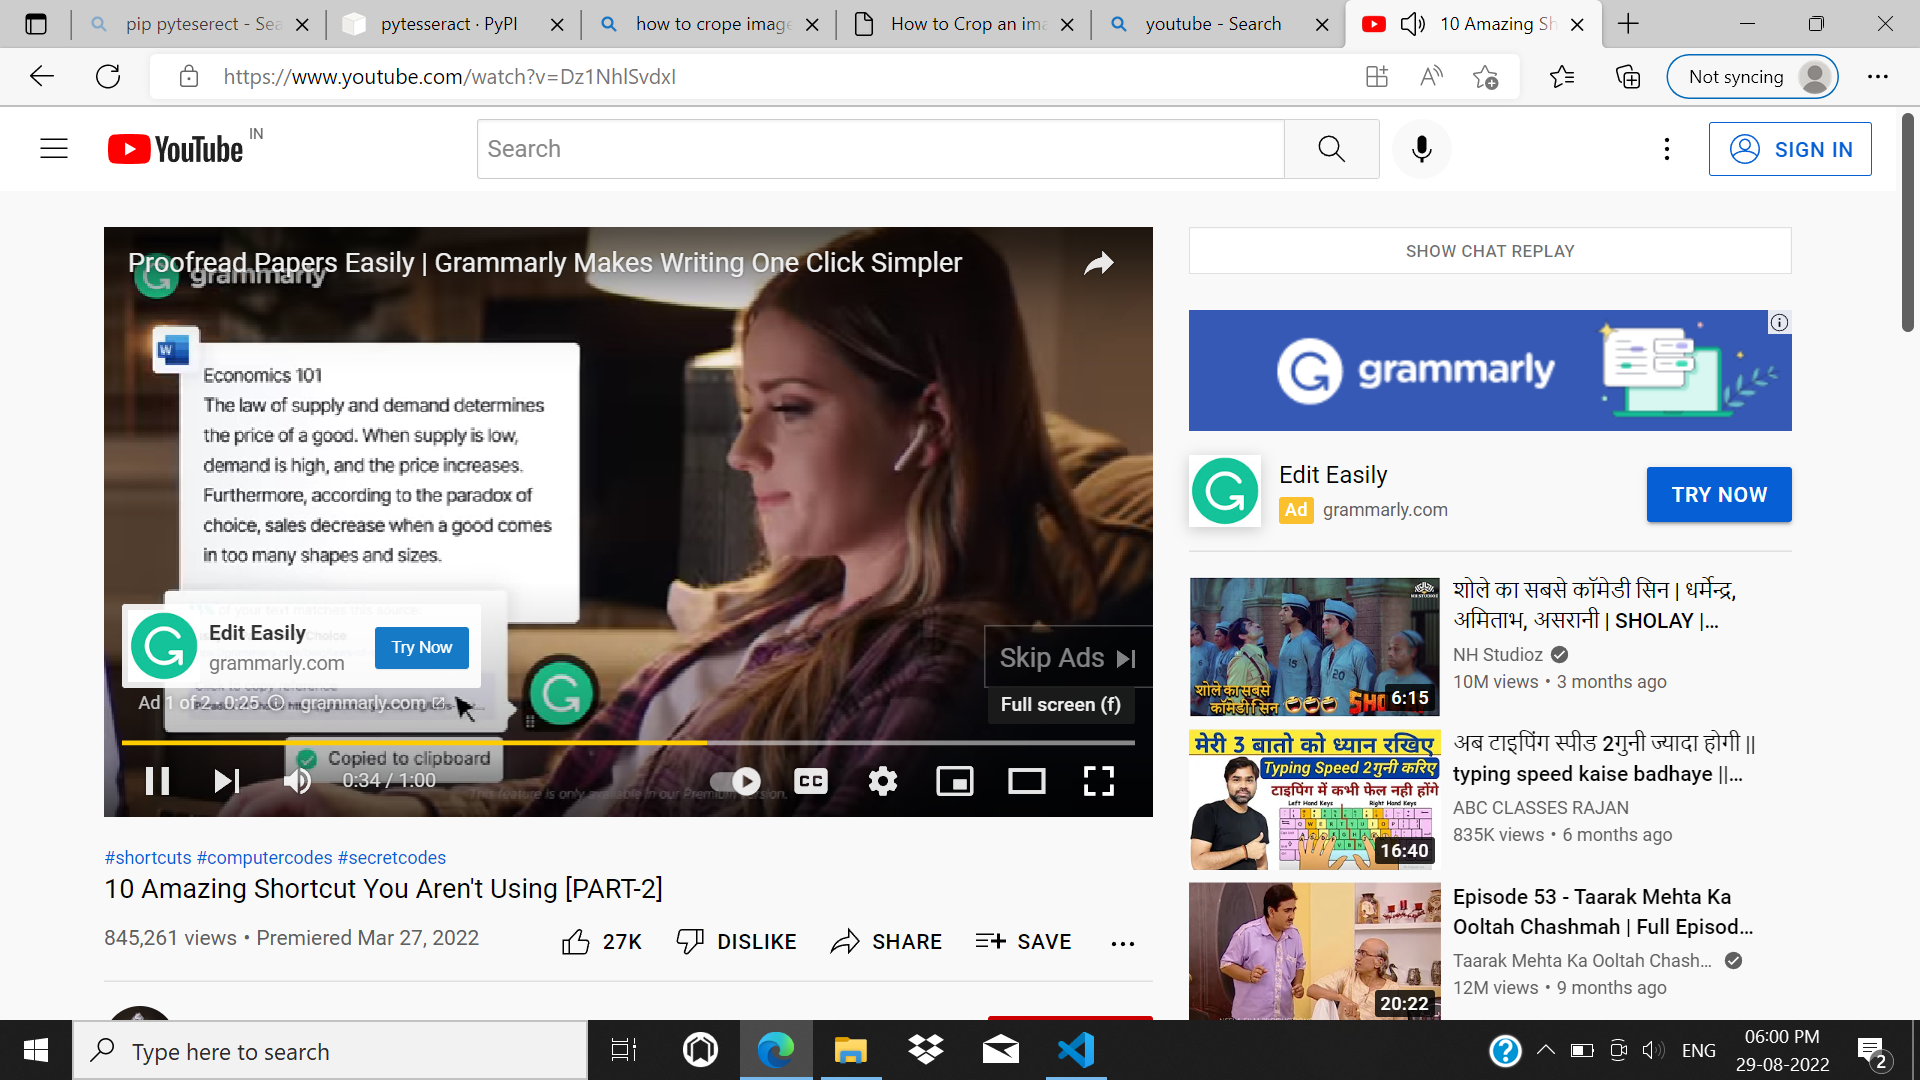 pip pyteserect - Sea
pytesseract · PyPI
how to crope image
How to Crop an ima
youtube - Search
10 Amazing Sh
https://www.youtube.com/watch?v=Dz1NhlSvdxI
Not syncing
YouTube IN
Search
SIGN IN
Proofread Papers Easily | Grammarly Makes Writing One Click Simpler
grammarly
Economics 101
The law of supply and demand determines
the price of a good. When supply is low,
demand is high, and the price increases.
Furthermore, according to the paradox of
choice, sales decrease when a good comes
in too many shapes and sizes.
Edit Easily
grammarly.com
Try Now
Skip Ads
Ad 1 of 2 · 0:25
grammarly.com
Full screen (f)
Copied to clipboard
0:34 / 1:00
This feature is only available in our Premium version.
CC
#shortcuts #computercodes #secretcodes
10 Amazing Shortcut You Aren't Using [PART-2]
845,261 views • Premiered Mar 27, 2022
27K
DISLIKE
SHARE
SAVE
SHOW CHAT REPLAY
grammarly
Edit Easily
Ad grammarly.com
TRY NOW
शोले का सबसे कॉमेडी सिन
6:15
शोले का सबसे कॉमेडी सिन | धर्मेन्द्र,
अमिताभ, असरानी | SHOLAY |...
NH Studioz
10M views • 3 months ago
मेरी 3 बातो को ध्यान रखिए
Typing Speed 2गुनी करिए
टाइपिंग में कभी फेल नही होंगे
Left Hand Keys Right Hand Keys
16:40
अब टाइपिंग स्पीड 2गुनी ज्यादा होगी ||
typing speed kaise badhaye ||...
ABC CLASSES RAJAN
835K views • 6 months ago
20:22
Episode 53 - Taarak Mehta Ka
Ooltah Chashmah | Full Episod...
Taarak Mehta Ka Ooltah Chash...
12M views • 9 months ago
Type here to search
ENG
06:00 PM
29-08-2022
2